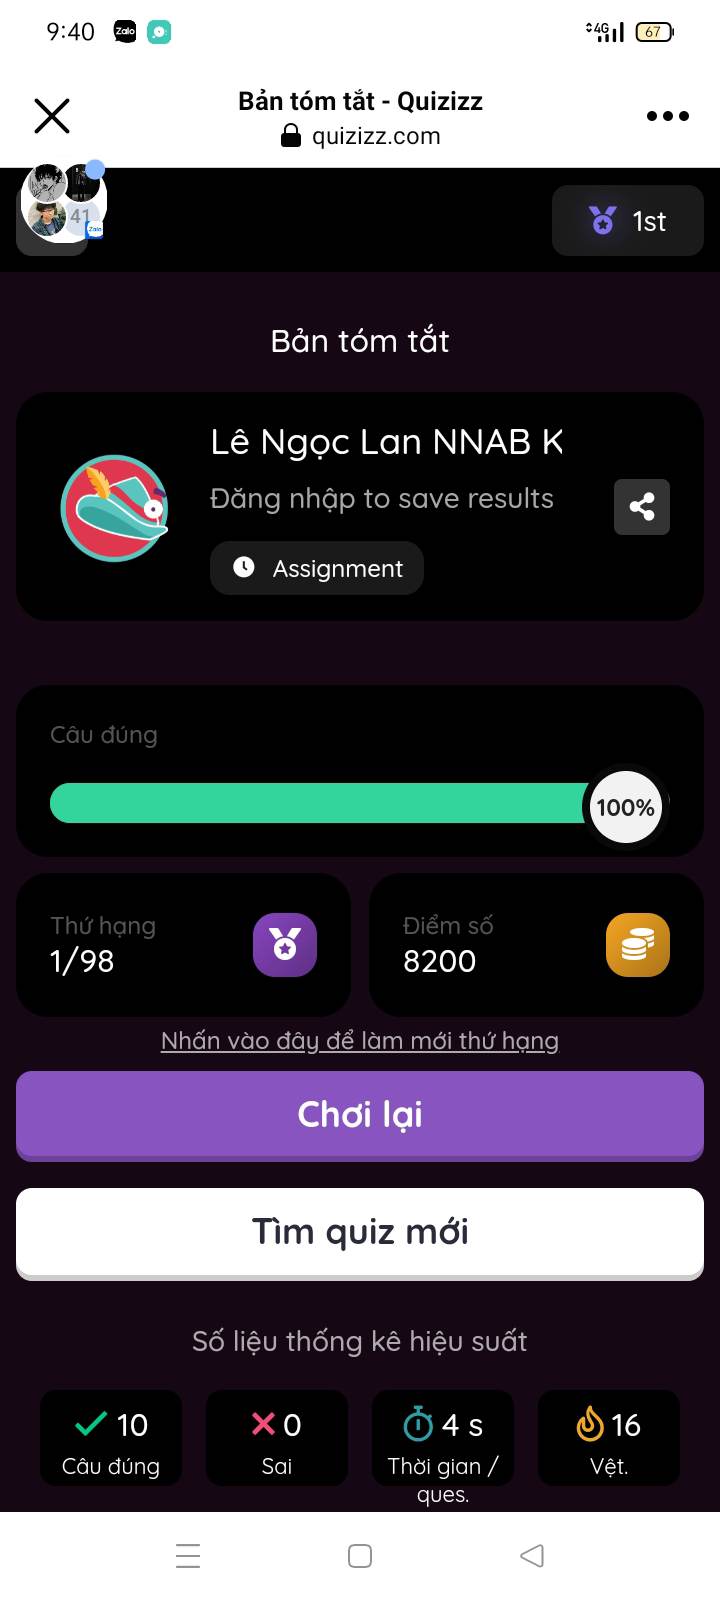 9:40
Zalo
4G
67
Bản tóm tắt - Quizizz
quizizz.com
41
Zalo
1st
Bản tóm tắt
Lê Ngọc Lan NNAB K
Đăng nhập to save results
Assignment
Câu đúng
100%
Thứ hạng
1/98
Điểm số
8200
Nhấn vào đây để làm mới thứ hạng
Chơi lại
Tìm quiz mới
Số liệu thống kê hiệu suất
10
Câu đúng
0
Sai
4 s
Thời gian /
ques.
16
Vệt.